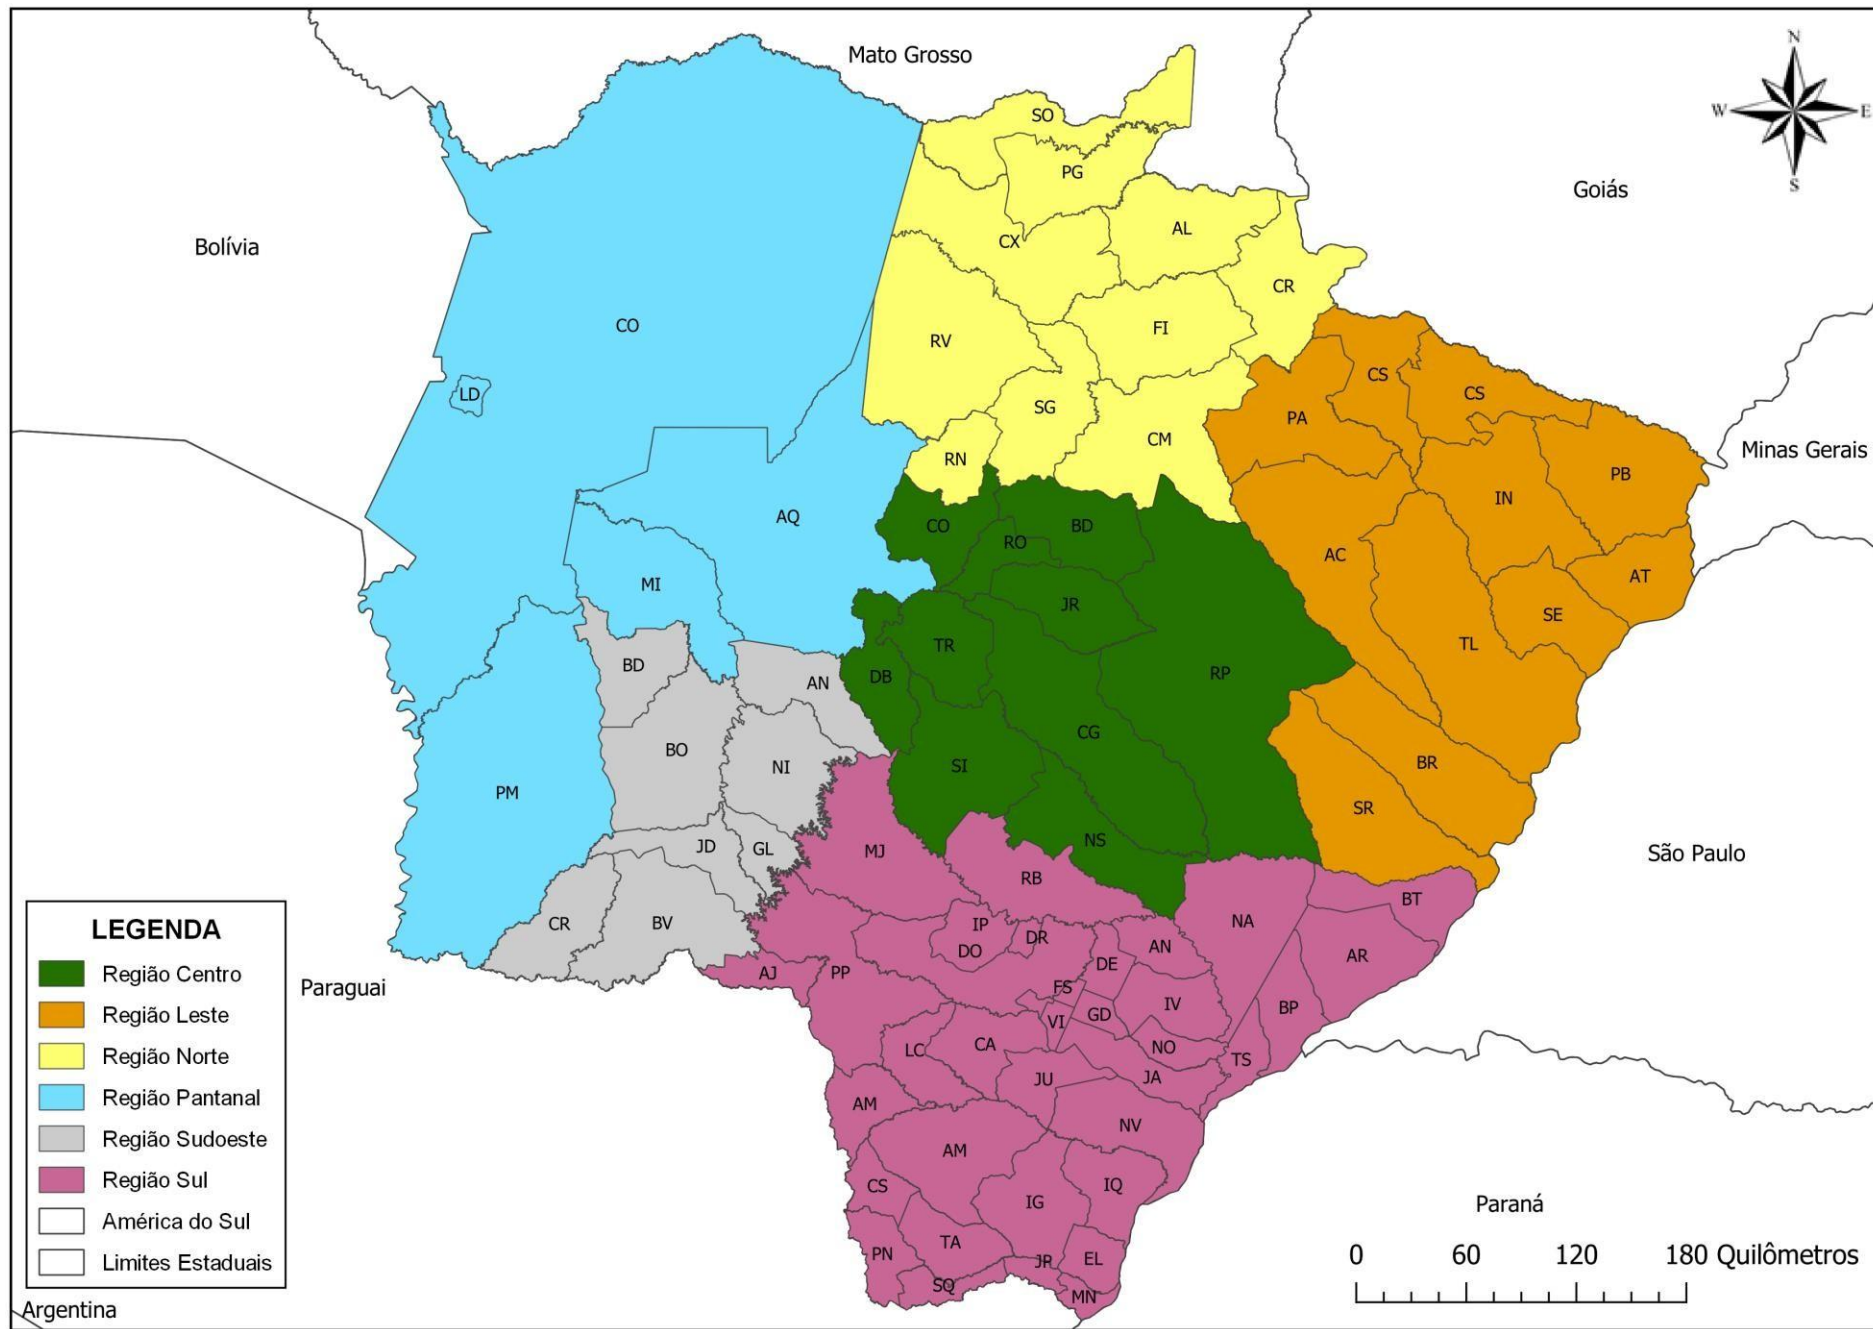 Mato Grosso
N
W
E
S
Goiás
Bolívia
Minas Gerais
São Paulo
Paraná
Paraguai
Argentina
SO
PG
CX
AL
CR
RV
FI
SG
CM
RN
CO
LD
AQ
MI
PM
CS
CS
PA
IN
PB
AC
AT
SE
TL
BR
SR
CO
BD
RO
JR
TR
DB
RP
CG
SI
NS
BD
AN
BO
NI
JD
GL
CR
BV
MJ
RB
NA
BT
IP
DR
DO
AN
AR
DE
AJ
PP
FS
IV
BP
GD
VI
LC
CA
NO
TS
JU
JA
AM
NV
AM
CS
IG
IQ
PN
TA
JP
EL
SQ
MN
LEGENDA
Região Centro
Região Leste
Região Norte
Região Pantanal
Região Sudoeste
Região Sul
América do Sul
Limites Estaduais
0 60 120 180 Quilômetros